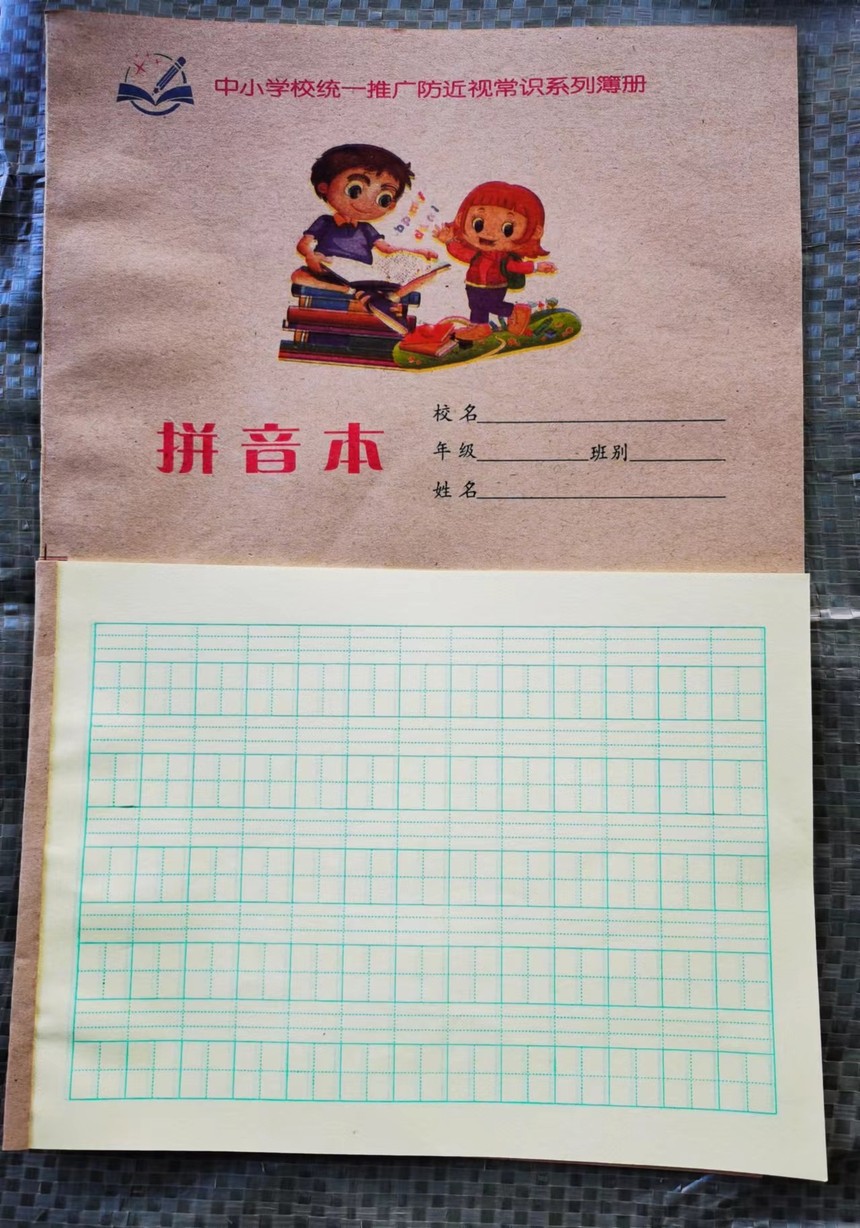 中小学校统一推广防近视常识系列簿册
拼音本
校名
年级 班别
姓名